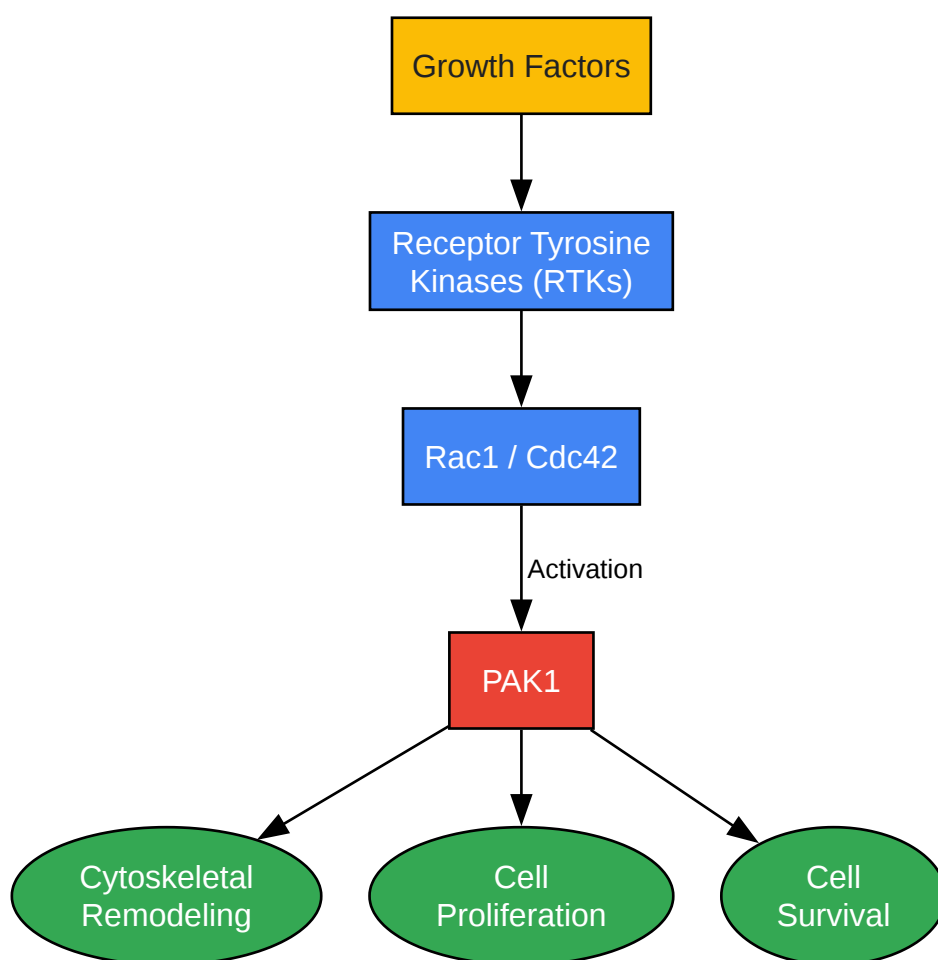 Growth Factors
Receptor Tyrosine
Kinases (RTKs)
Rac1 / Cdc42
Activation
PAK1
Cytoskeletal
Remodeling
Cell
Proliferation
Cell
Survival